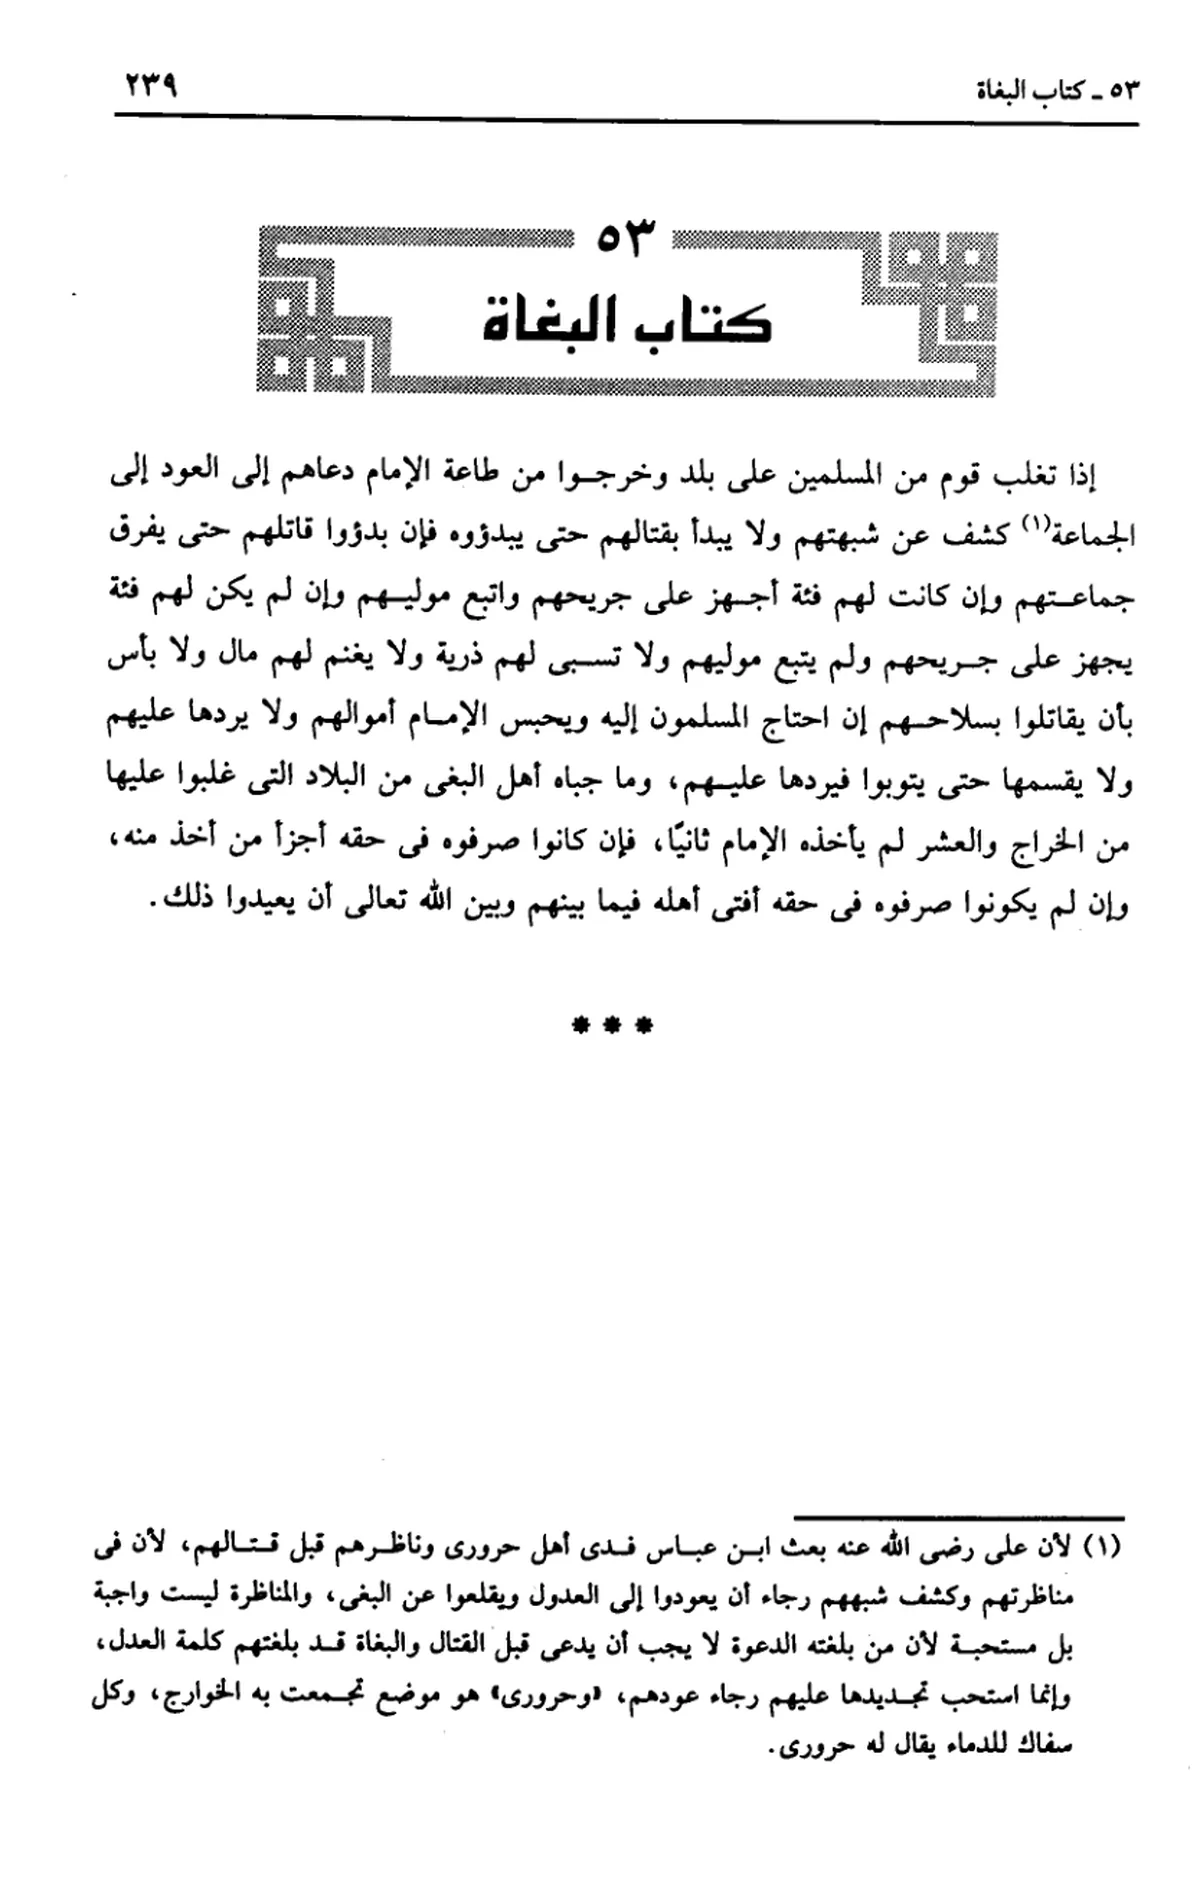 ٥٣ ـ كتاب البغاة
٢٣٩
٥٣
كتاب البغاة
إذا تغلب قوم من المسلمين على بلد وخرجوا من طاعة الإمام دعاهم إلى العود إلى
الجماعة(١) كشف عن شبهتهم ولا يبدأ بقتالهم حتى يبدؤوه فإن بدؤوا قاتلهم حتى يفرق
جماعتهم وإن كانت لهم فئة أجهز على جريحهم واتبع موليهم وإن لم يكن لهم فئة
يجهز على جريحهم ولم يتبع موليهم ولا تسبى لهم ذرية ولا يغنم لهم مال ولا بأس
بأن يقاتلوا بسلاحهم إن احتاج المسلمون إليه ويحبس الإمام أموالهم ولا يردها عليهم
ولا يقسمها حتى يتوبوا فيردها عليهم، وما جباه أهل البغى من البلاد التى غلبوا عليها
من الخراج والعشر لم يأخذه الإمام ثانيًا، فإن كانوا صرفوه فى حقه أجزأ من أخذ منه،
وإن لم يكونوا صرفوه فى حقه أفتى أهله فيما بينهم وبين الله تعالى أن يعيدوا ذلك.
* * *
(١) لأن على رضى الله عنه بعث ابن عباس فدى أهل حرورى وناظرهم قبل قتالهم، لأن فى
مناظرتهم وكشف شبههم رجاء أن يعودوا إلى العدول ويقلعوا عن البغى، والمناظرة ليست واجبة
بل مستحبة لأن من بلغته الدعوة لا يجب أن يدعى قبل القتال والبغاة قد بلغتهم كلمة العدل،
وإنما استحب تجديدها عليهم رجاء عودهم، «وحرورى» هو موضع تجمعت به الخوارج، وكل
سفاك للدماء يقال له حرورى.